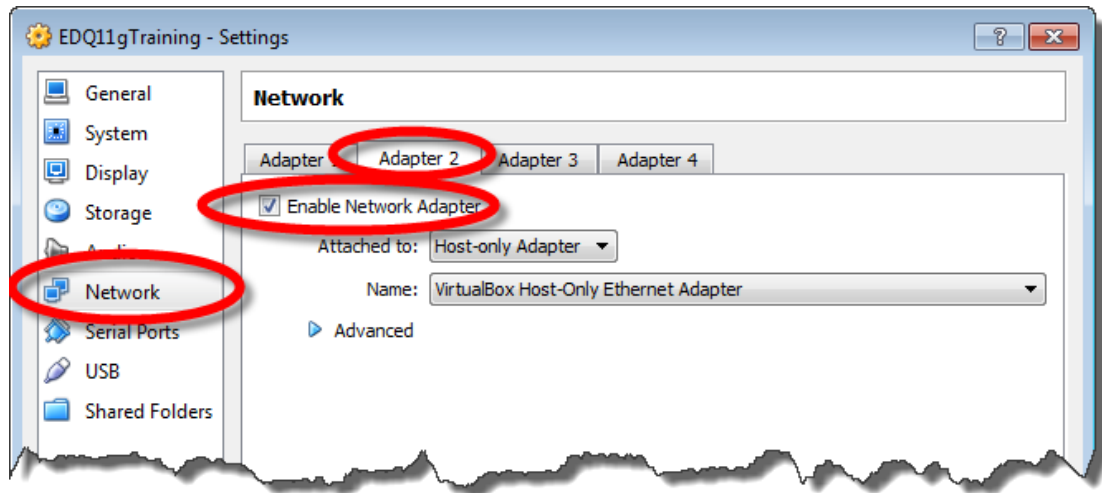 EDQ11gTraining - Settings
?
General
System
Display
Storage
Network
Serial Ports
USB
Shared Folders
Network
Adapter
Adapter 2
Adapter 3
Adapter 4
Enable Network Adapter
Attached to: Host-only Adapter
Name: VirtualBox Host-Only Ethernet Adapter
Advanced